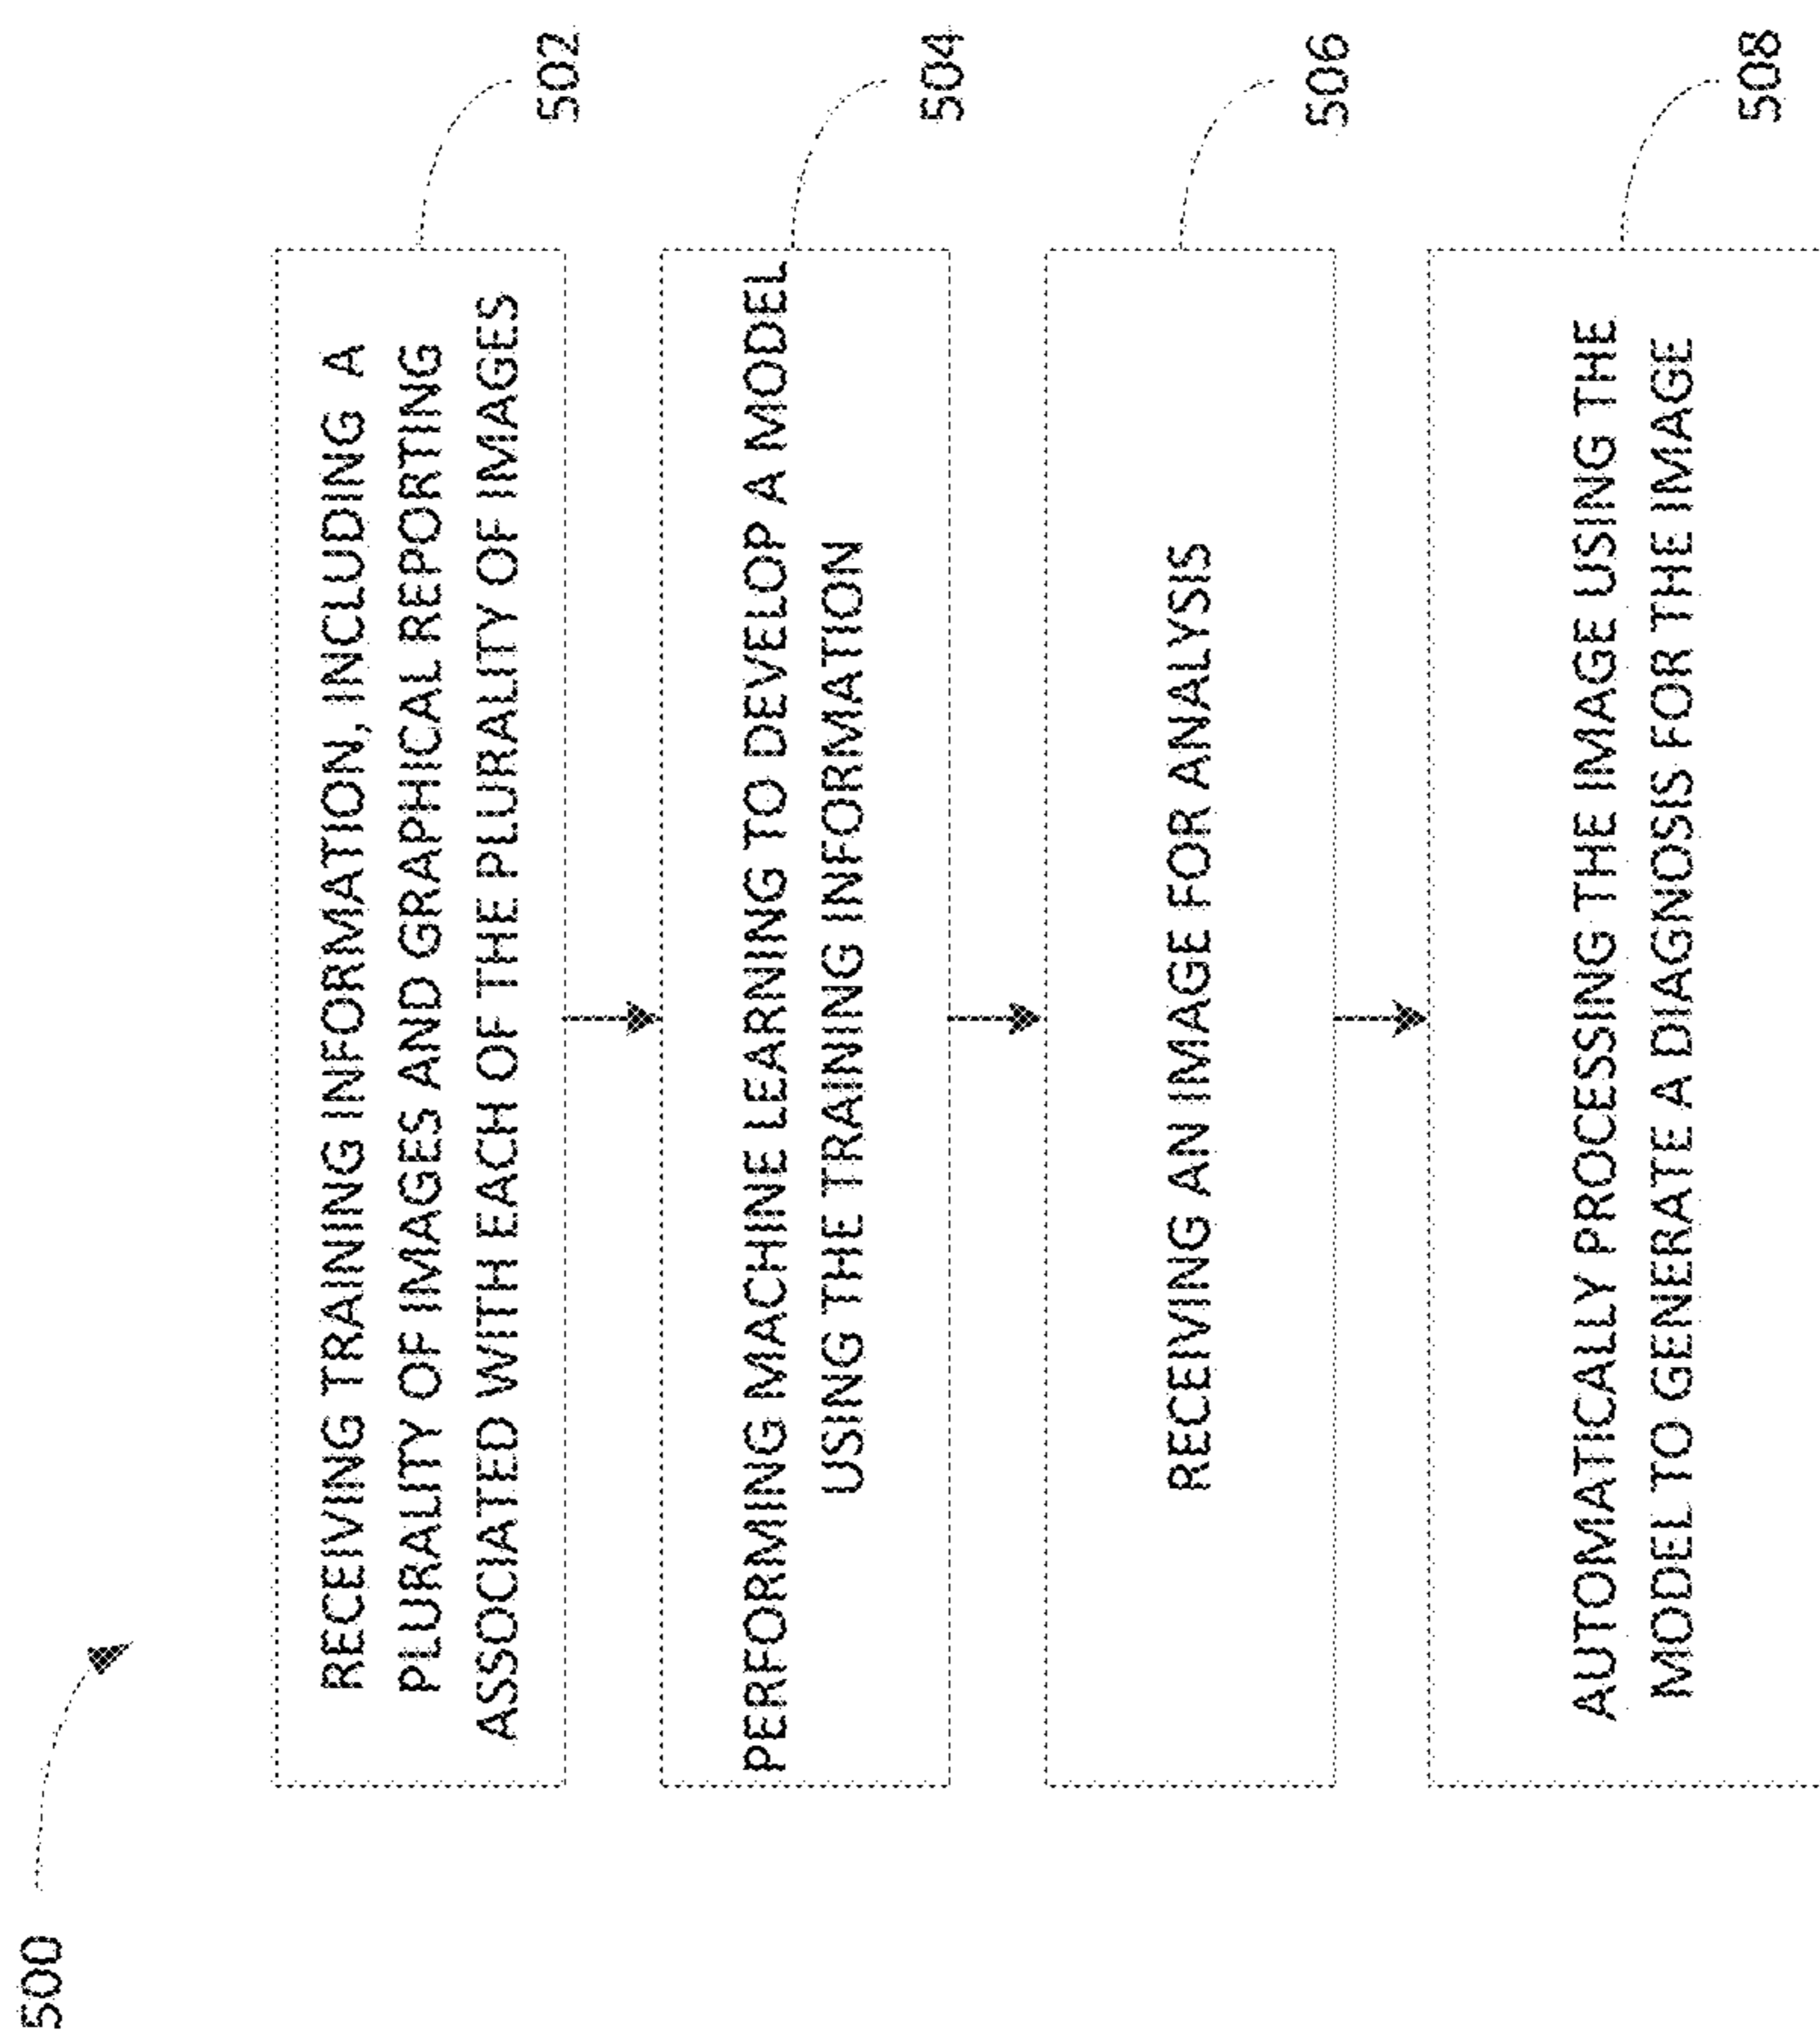 500
RECEIVING TRAINING INFORMATION, INCLUDING A
PLURALITY OF IMAGES AND GRAPHICAL REPORTING
ASSOCIATED WITH EACH OF THE PLURALITY OF IMAGES
502
PERFORMING MACHINE LEARNING TO DEVELOP A MODEL
USING THE TRAINING INFORMATION
504
RECEIVING AN IMAGE FOR ANALYSIS
506
AUTOMATICALLY PROCESSING THE IMAGE USING THE
MODEL TO GENERATE A DIAGNOSIS FOR THE IMAGE
508